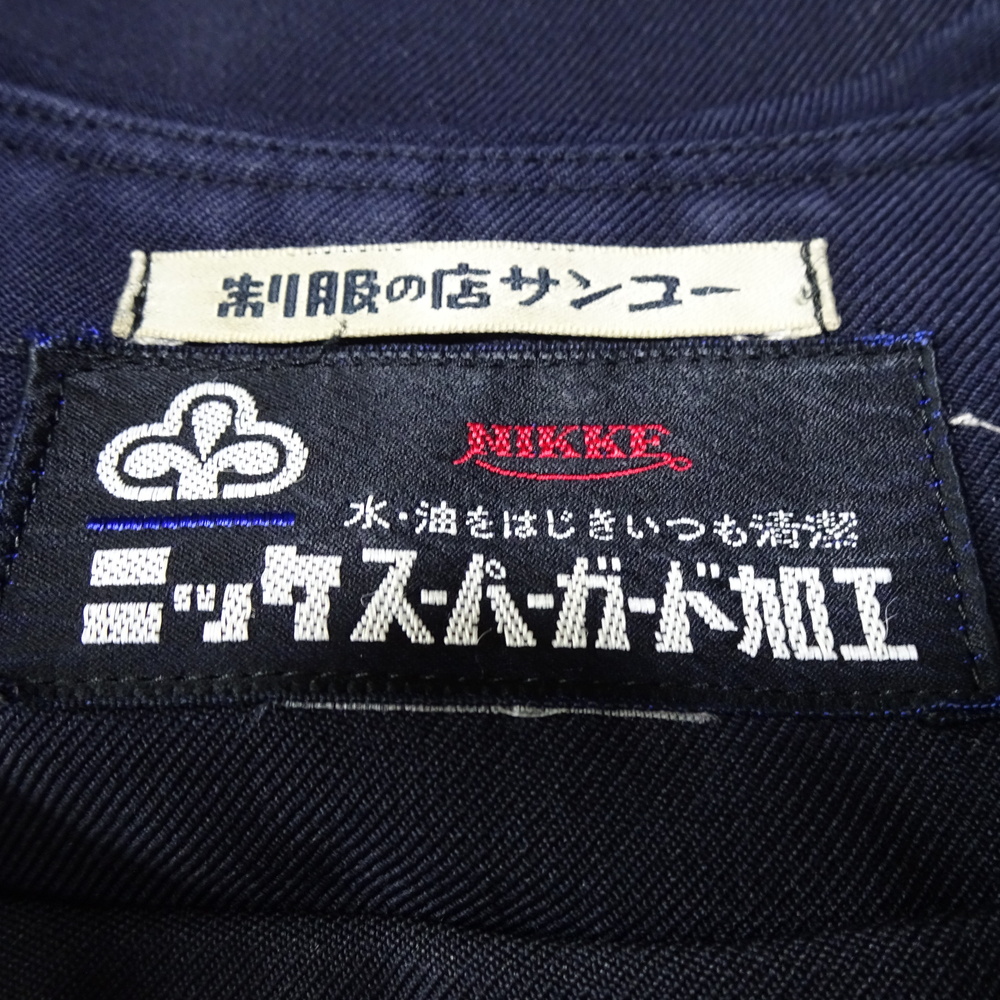 制服の店サンユー
NIKKE
水・油をはじきいつも清潔
ニッケスーパーガード加工